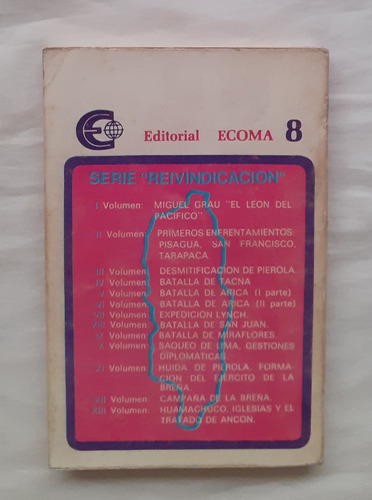 Editorial ECOMA 8
SERIE "REIVINDICACION"
I Volumen: MIGUEL GRAU "EL LEON DEL
PACIFICO"
II Volumen: PRIMEROS ENFRENTAMIENTOS:
PISAGUA, SAN FRANCISCO,
TARAPACA
III Volumen: DESMITIFICACION DE PIEROLA
IV Volumen: BATALLA DE TACNA
V Volumen: BATALLA DE ARICA (I parte)
VI Volumen: BATALLA DE ARICA (II parte)
VII Volumen: EXPEDICION LYNCH.
VIII Volumen: BATALLA DE SAN JUAN.
IX Volumen: BATALLA DE MIRAFLORES.
X Volumen: SAQUEO DE LIMA, GESTIONES
DIPLOMATICAS.
XI Volumen: HUIDA DE PIEROLA. FORMA-
CION DEL EJERCITO DE LA
BREÑA.
XII Volumen: CAMPAÑA DE LA BREÑA.
XIII Volumen: HUAMACHUCO, IGLESIAS Y EL
TRATADO DE ANCON.